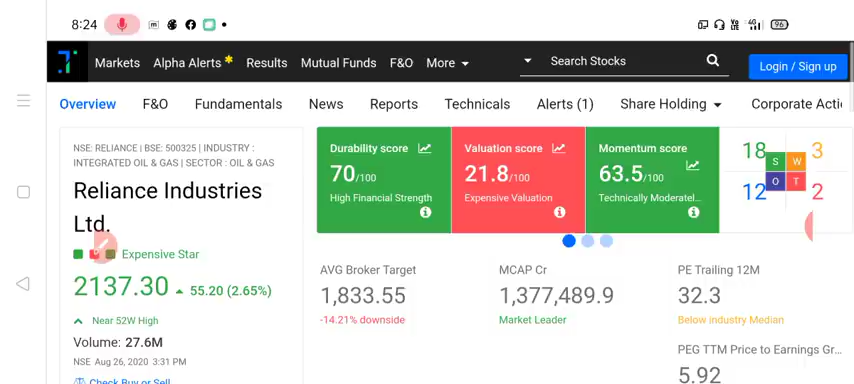 8:24
96
Markets Alpha Alerts Results Mutual Funds F&O More Search Stocks Login / Sign up
Overview F&O Fundamentals News Reports Technicals Alerts (1) Share Holding Corporate Acti
NSE: RELIANCE | BSE: 500325 | INDUSTRY :
INTEGRATED OIL & GAS | SECTOR : OIL & GAS
Reliance Industries
Ltd.
Expensive Star
2137.30 55.20 (2.65%)
Near 52W High
Volume: 27.6M
NSE Aug 26, 2020 3:31 PM
Check Buy or Sell
Durability score
70/100
High Financial Strength
Valuation score
21.8/100
Expensive Valuation
Momentum score
63.5/100
Technically Moderatel...
18 S W 3
12 O T 2
AVG Broker Target
1,833.55
-14.21% downside
MCAP Cr
1,377,489.9
Market Leader
PE Trailing 12M
32.3
Below industry Median
PEG TTM Price to Earnings Gr...
5.92